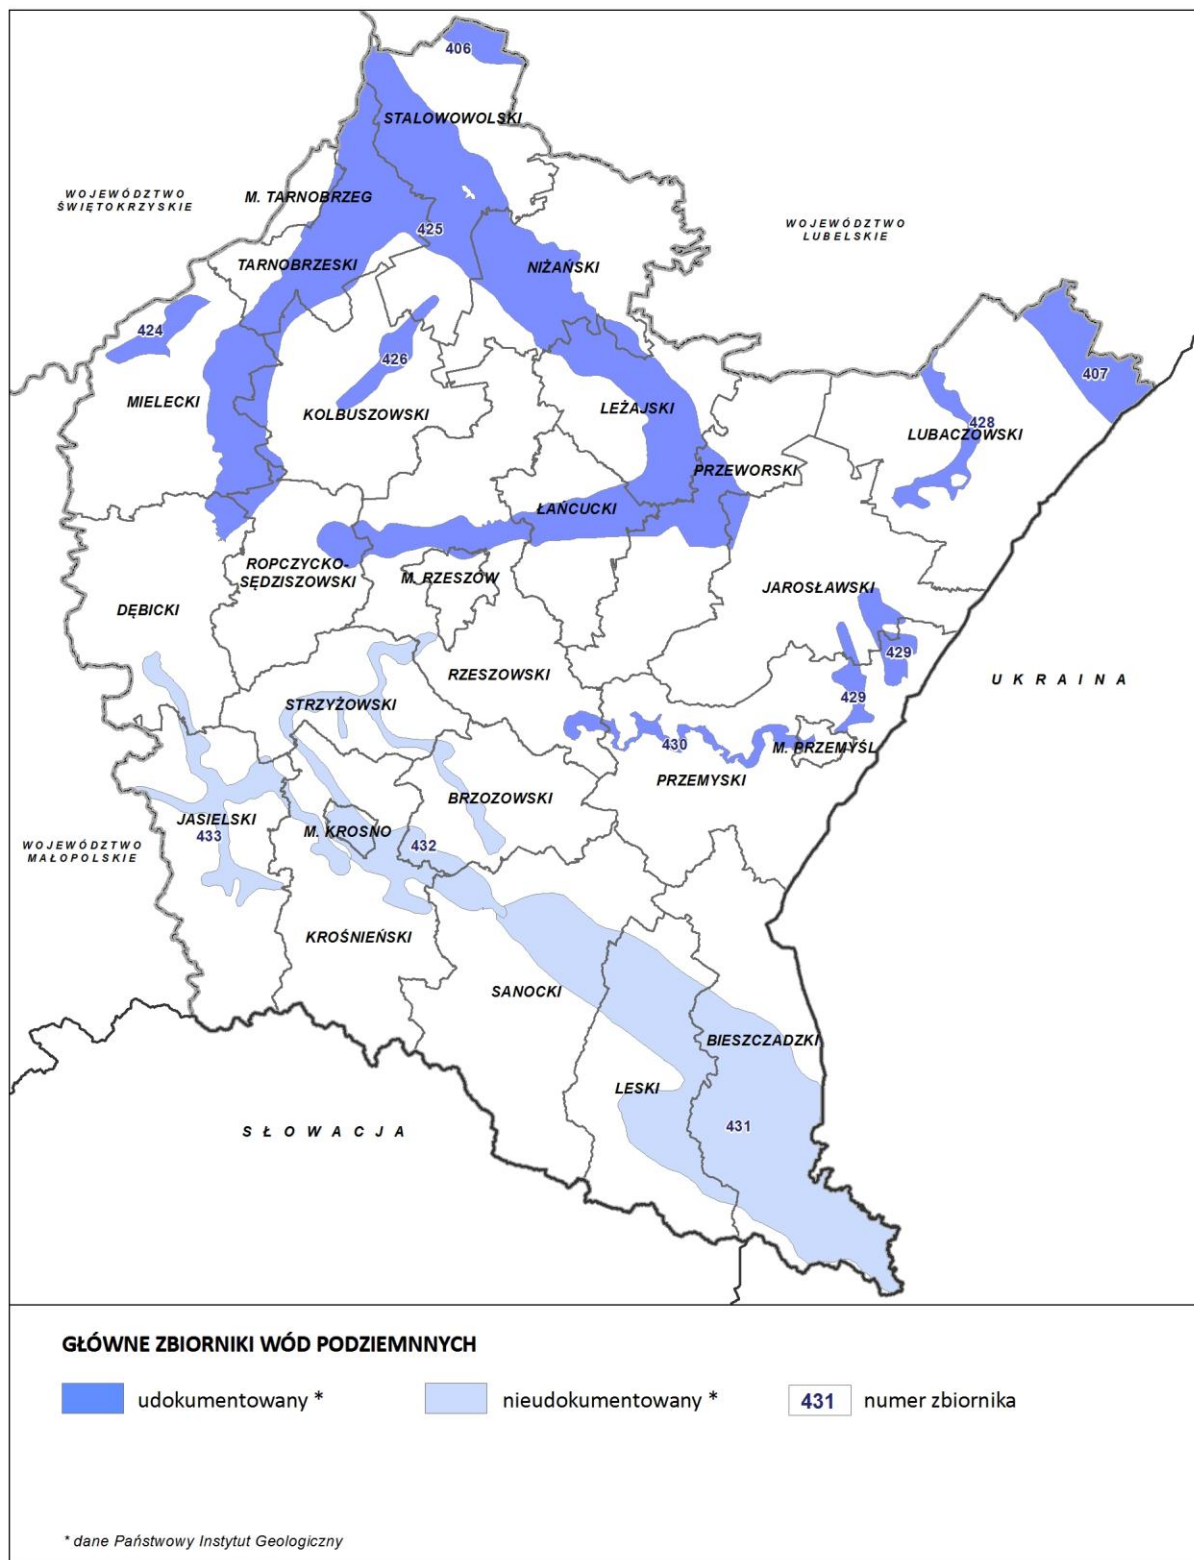 406
STALOWOWOLSKI
WOJEWÓDZTWO
ŚWIĘTOKRZYSKIE
M. TARNOBRZEG
WOJEWÓDZTWO
LUBELSKIE
425
TARNOBRZESKI
NIŻAŃSKI
424
426
407
MIELECKI
KOLBUSZOWSKI
LEŻAJSKI
428
LUBACZOWSKI
PRZEWORSKI
ŁAŃCUCKI
ROPCZYCKO-
SĘDZISZOWSKI
M. RZESZÓW
JAROSŁAWSKI
DĘBICKI
429
RZESZOWSKI
UKRAINA
429
STRZYŻOWSKI
430
M. PRZEMYŚL
PRZEMYSKI
BRZOZOWSKI
JASIELSKI
433
M. KROSNO
432
WOJEWÓDZTWO
MAŁOPOLSKIE
KROŚNIEŃSKI
SANOCKI
BIESZCZADZKI
LESKI
431
SŁOWACJA
GŁÓWNE ZBIORNIKI WÓD PODZIEMNNYCH
udokumentowany *
nieudokumentowany *
431 numer zbiornika
* dane Państwowy Instytut Geologiczny